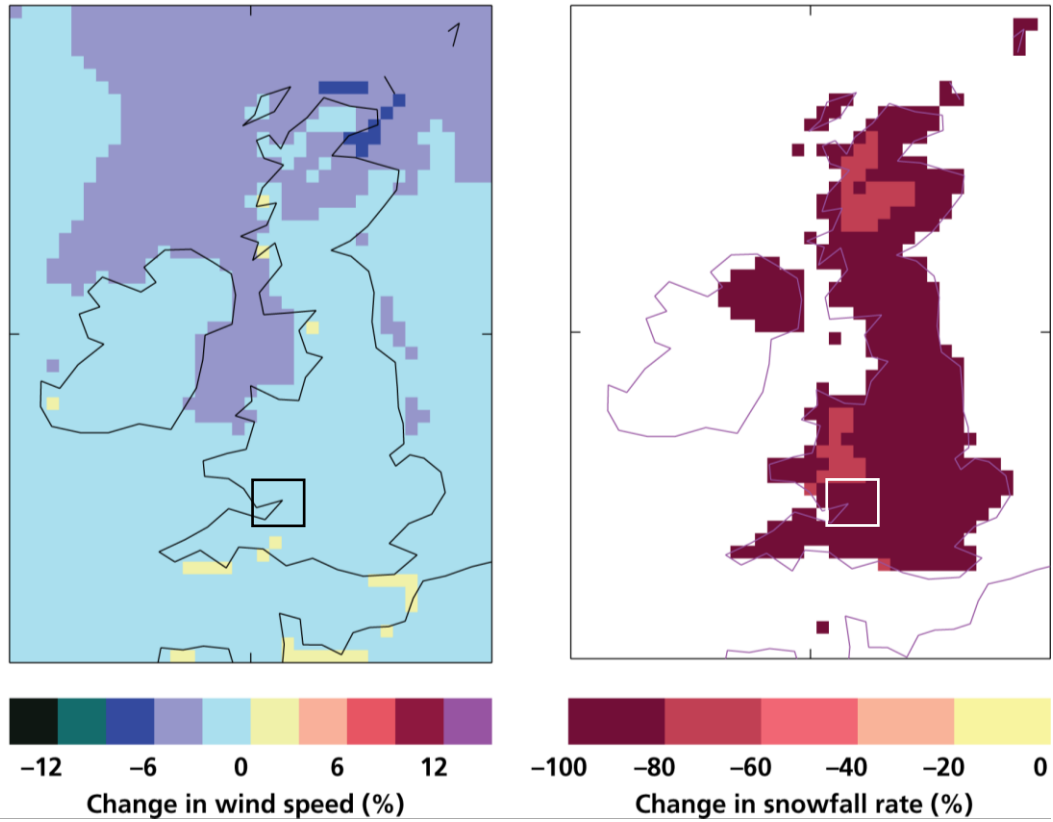 −12 −6 0 6 12
Change in wind speed (%)
−100 −80 −60 −40 −20 0
Change in snowfall rate (%)